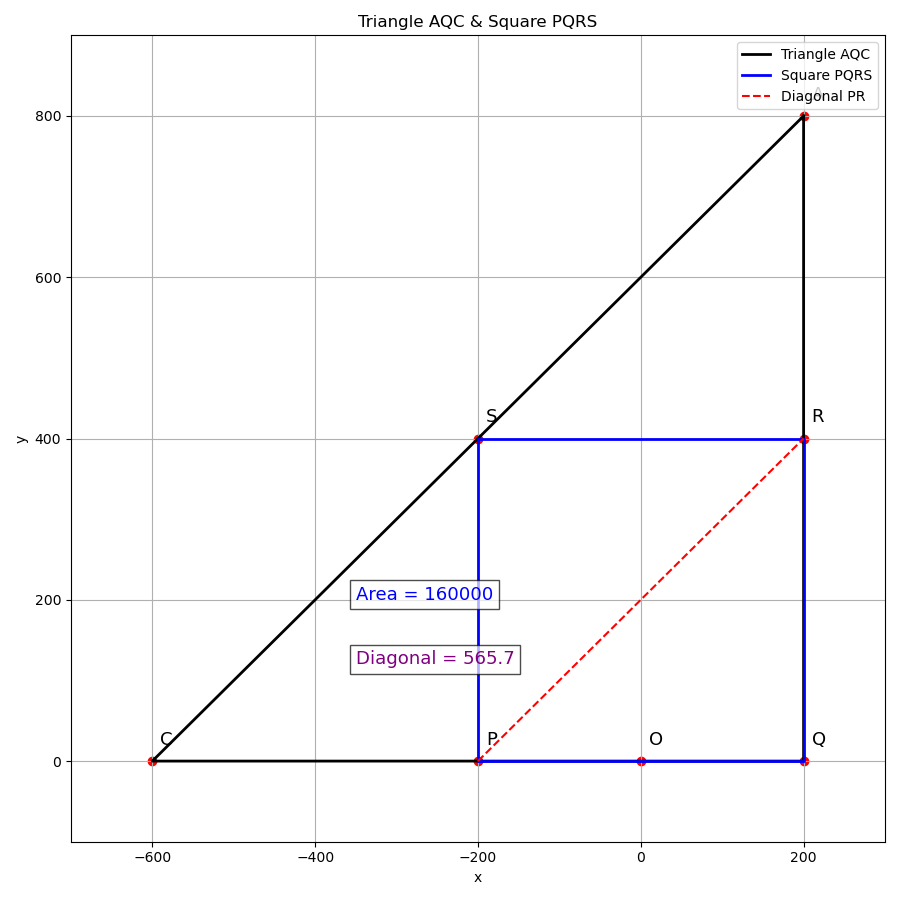 Triangle AQC & Square PQRS
Triangle AQC
Square PQRS
Diagonal PR
A
800
600
y
400
200
0
S
R
Area = 160000
Diagonal = 565.7
C
P
O
Q
−600
−400
−200
0
200
x